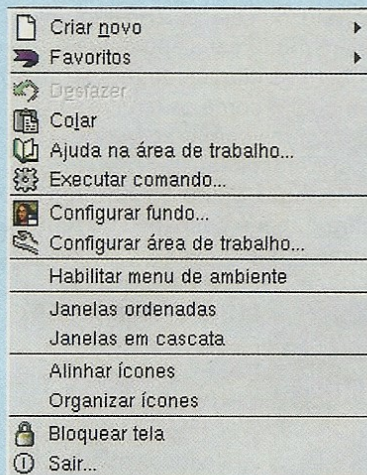 Criar novo
Favoritos
Desfazer
Colar
Ajuda na área de trabalho...
Executar comando...
Configurar fundo...
Configurar área de trabalho...
Habilitar menu de ambiente
Janelas ordenadas
Janelas em cascata
Alinhar ícones
Organizar ícones
Bloquear tela
Sair...